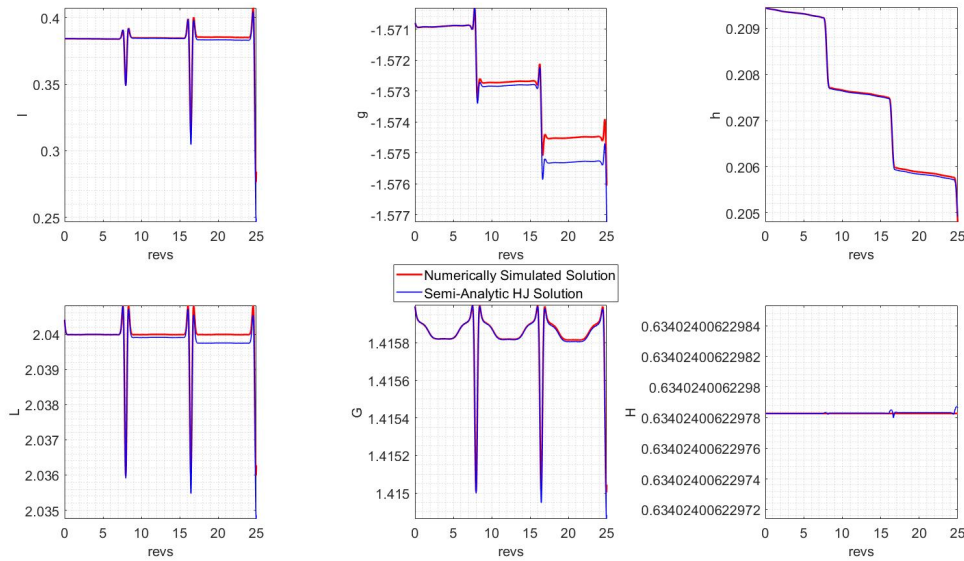 0.4
0.35
0.3
0.25
l
0 5 10 15 20 25
revs
-1.571
-1.572
-1.573
-1.574
-1.575
-1.576
-1.577
g
0 5 10 15 20 25
revs
0.209
0.208
0.207
0.206
0.205
h
0 5 10 15 20 25
revs
Numerically Simulated Solution
Semi-Analytic HJ Solution
2.04
2.039
2.038
2.037
2.036
2.035
L
0 5 10 15 20 25
revs
1.4158
1.4156
1.4154
1.4152
1.415
G
0 5 10 15 20 25
revs
0.63402400622984
0.63402400622982
0.6340240062298
0.63402400622978
0.63402400622976
0.63402400622974
0.63402400622972
H
0 5 10 15 20 25
revs